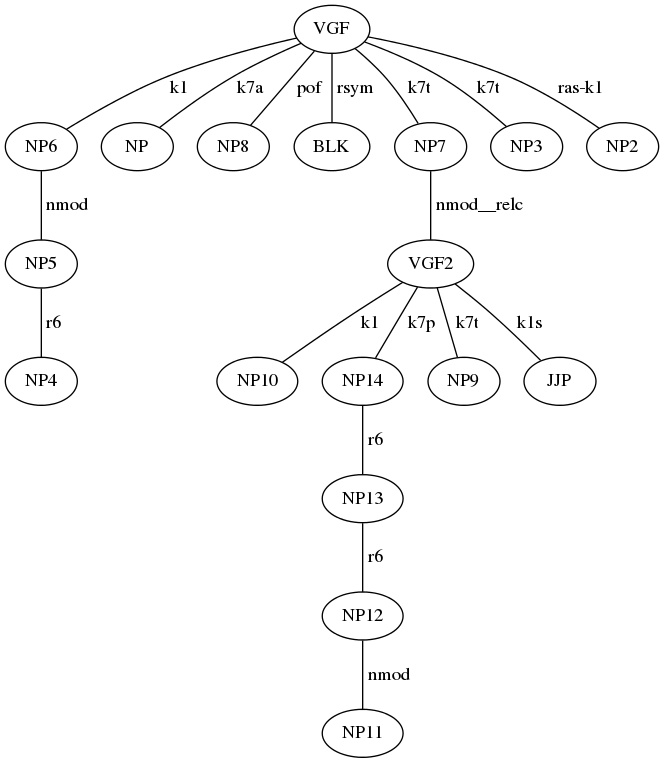 VGF
k1 k7a pof rsym k7t k7t ras-k1
NP6 NP NP8 BLK NP7 NP3 NP2
nmod nmod__relc
NP5 VGF2
r6 k1 k7p k7t k1s
NP4 NP10 NP14 NP9 JJP
r6
NP13
r6
NP12
nmod
NP11